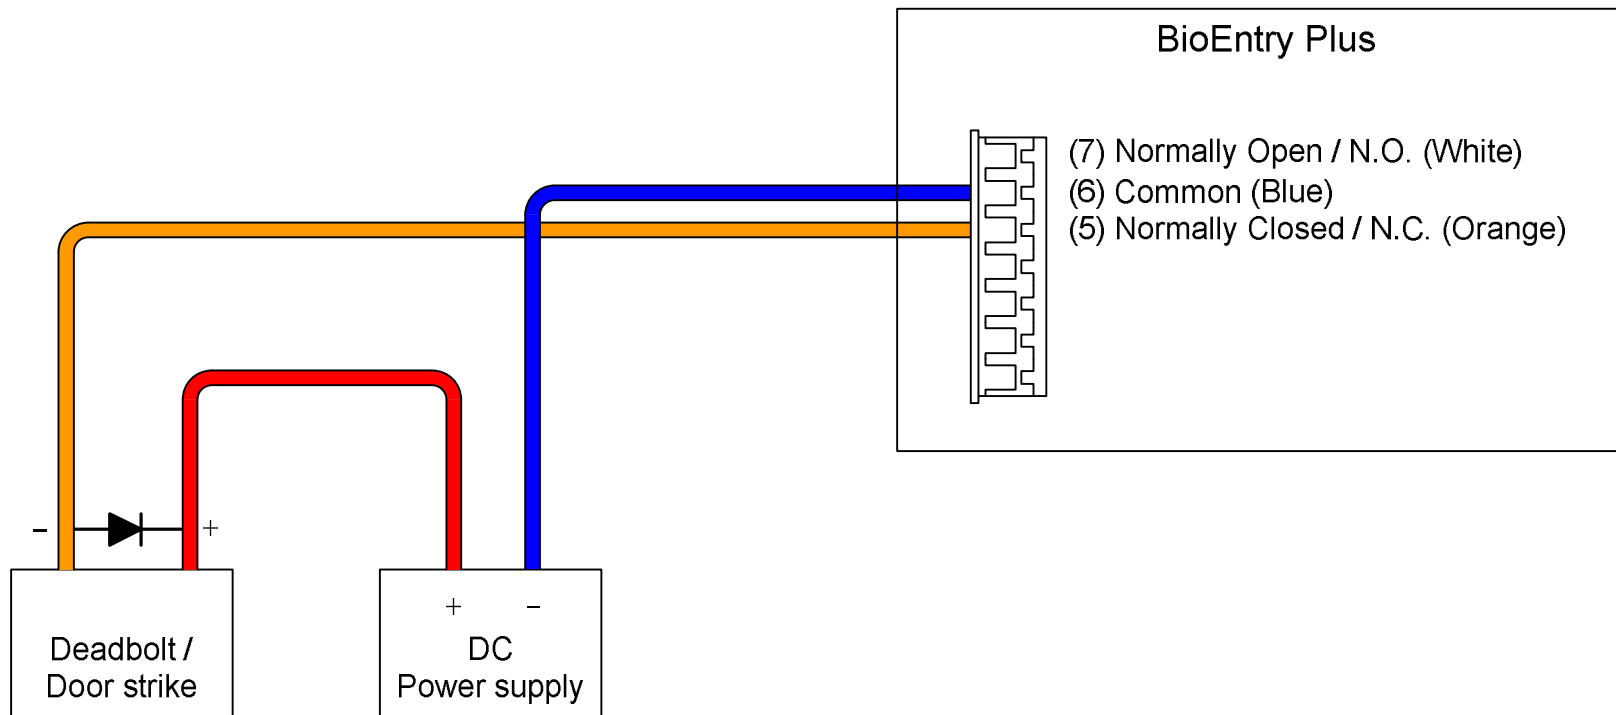 BioEntry Plus
(7) Normally Open / N.O. (White)
(6) Common (Blue)
(5) Normally Closed / N.C. (Orange)
− +
+ −
Deadbolt /
Door strike
DC
Power supply